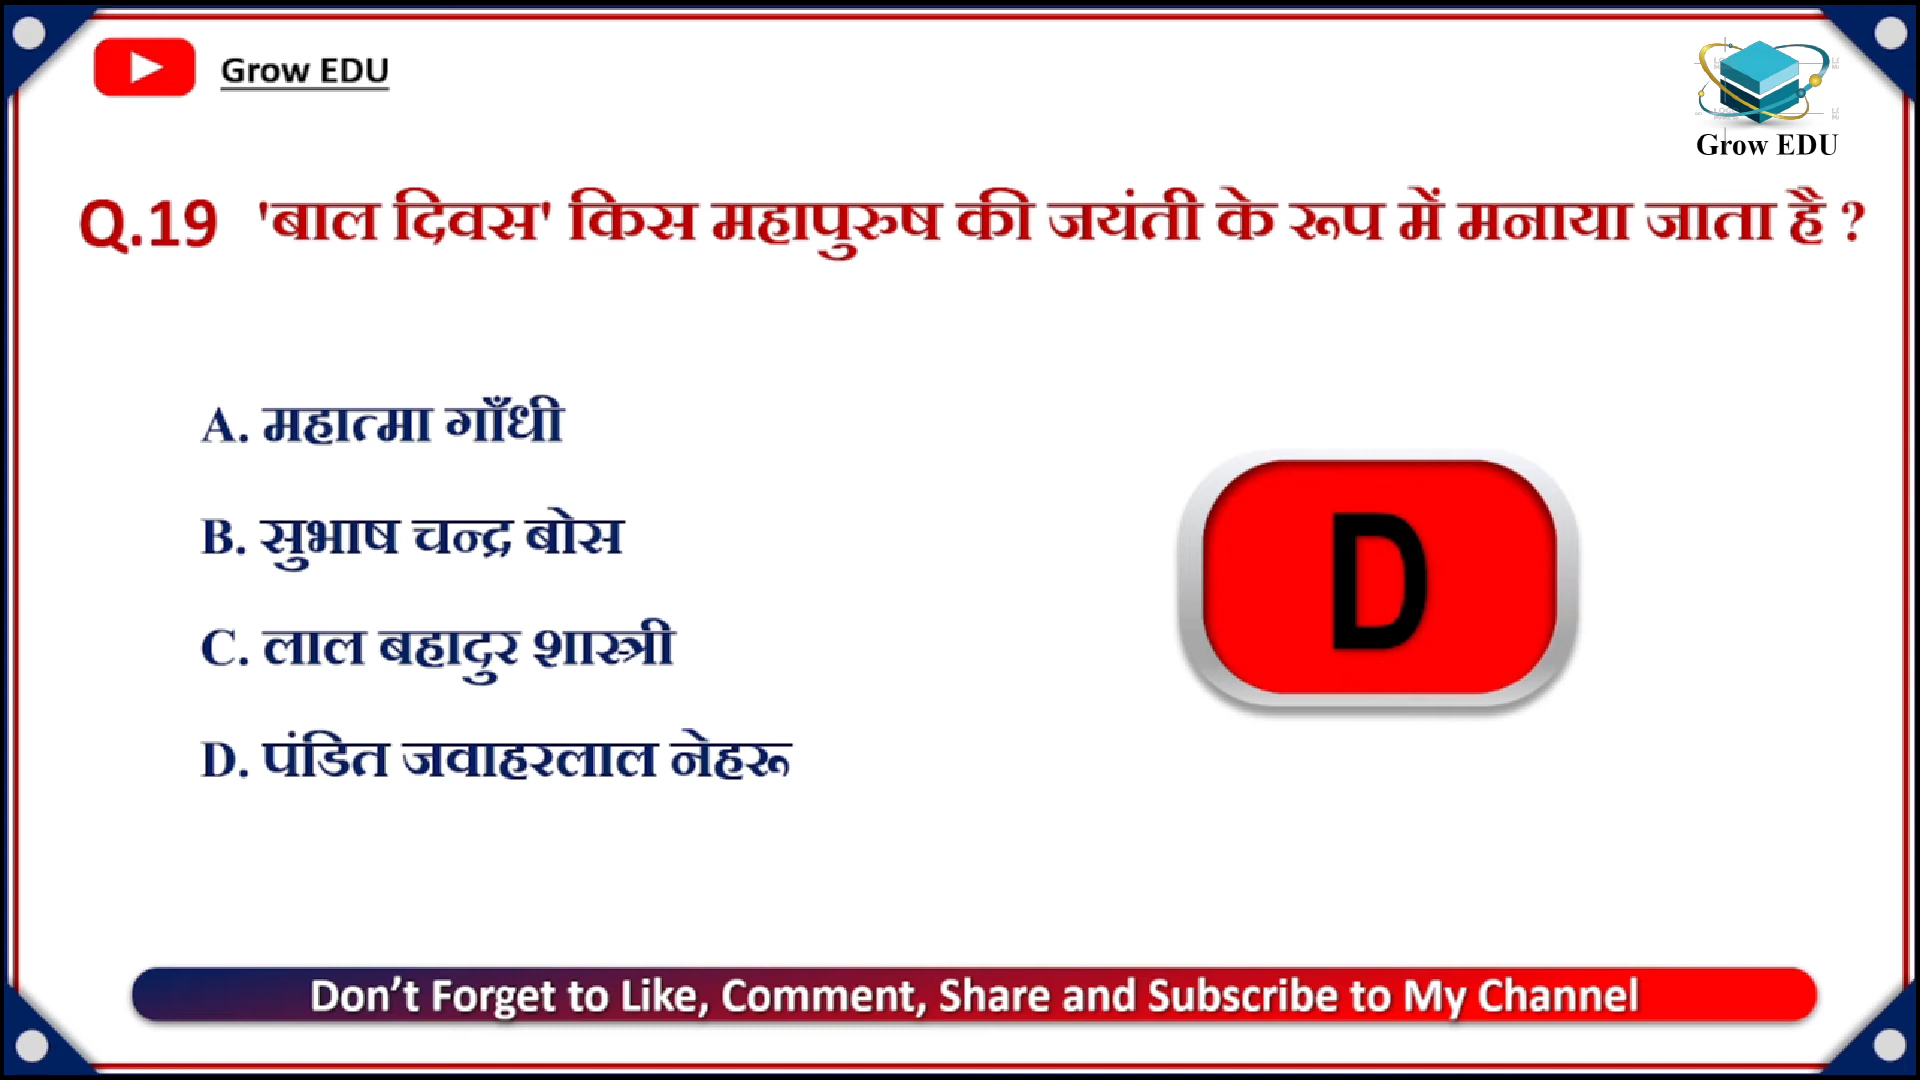 Grow EDU
Grow EDU
Q.19 'बाल दिवस' किस महापुरुष की जयंती के रूप में मनाया जाता है ?
A. महात्मा गाँधी
B. सुभाष चन्द्र बोस
C. लाल बहादुर शास्त्री
D. पंडित जवाहरलाल नेहरू
D
Don’t Forget to Like, Comment, Share and Subscribe to My Channel